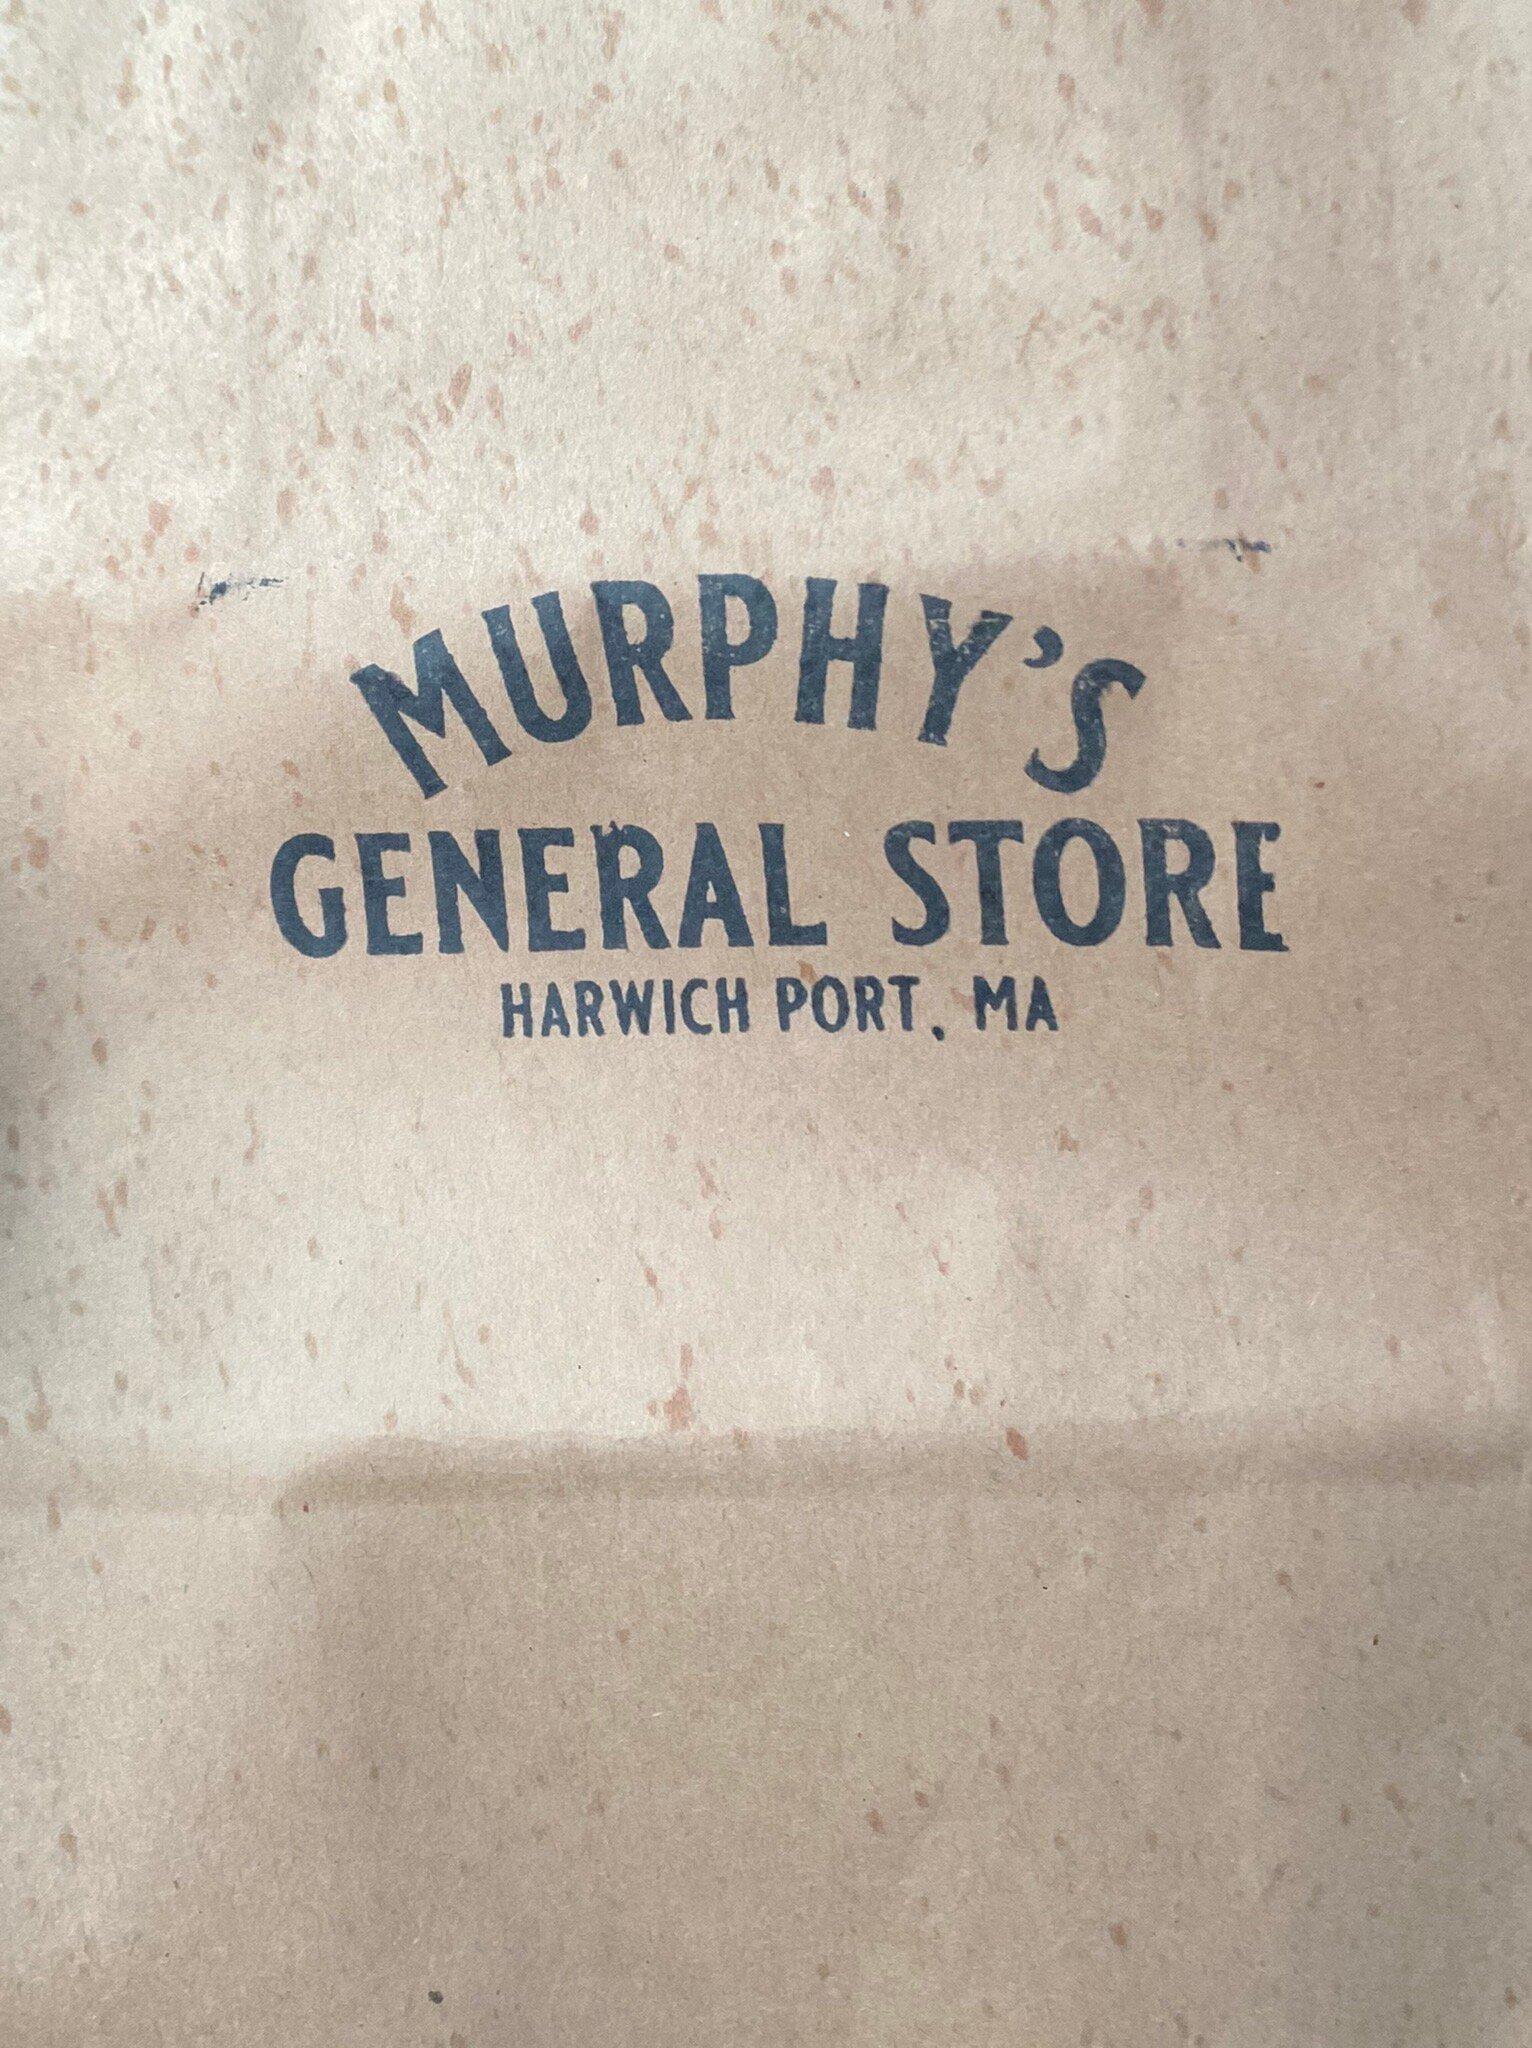 MURPHY'S
GENERAL STORE
HARWICH PORT, MA